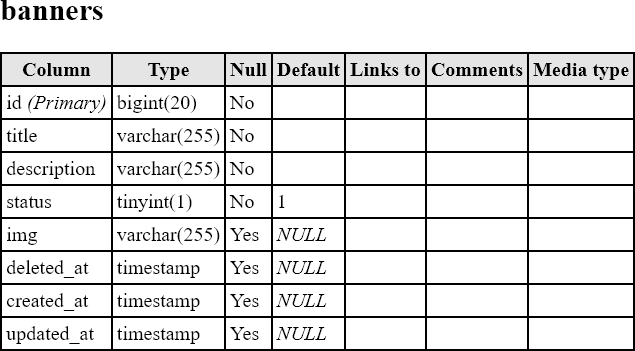 banners
Column Type Null Default Links to Comments Media type
id (Primary) bigint(20) No
title varchar(255) No
description varchar(255) No
status tinyint(1) No 1
img varchar(255) Yes NULL
deleted_at timestamp Yes NULL
created_at timestamp Yes NULL
updated_at timestamp Yes NULL